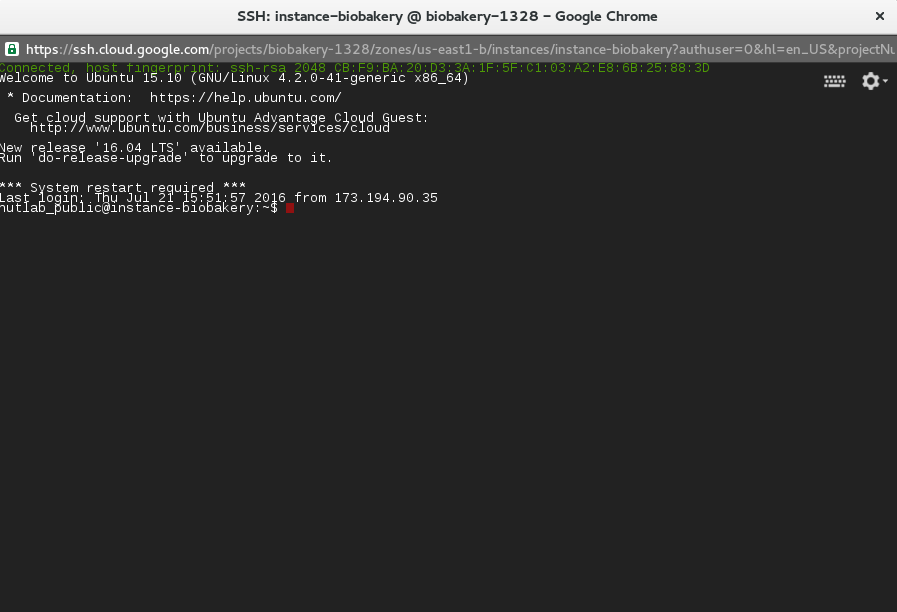 SSH: instance-biobakery @ biobakery-1328 - Google Chrome
https://ssh.cloud.google.com/projects/biobakery-1328/zones/us-east1-b/instances/instance-biobakery?authuser=0&hl=en_US&projectNu
Connected, host fingerprint: ssh-rsa 2048 CB:F9:BA:20:D3:3A:1F:5F:C1:03:A2:E8:6B:25:88:3D
Welcome to Ubuntu 15.10 (GNU/Linux 4.2.0-41-generic x86_64)
* Documentation:  https://help.ubuntu.com/
Get cloud support with Ubuntu Advantage Cloud Guest:
http://www.ubuntu.com/business/services/cloud
New release '16.04 LTS' available.
Run 'do-release-upgrade' to upgrade to it.
*** System restart required ***
Last login: Thu Jul 21 15:51:57 2016 from 173.194.90.35
hutlab_public@instance-biobakery:~$